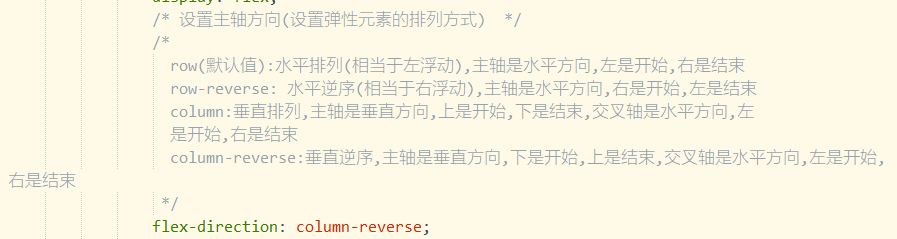 display: flex;
/* 设置主轴方向(设置弹性元素的排列方式)  */
/*
row(默认值):水平排列(相当于左浮动),主轴是水平方向,左是开始,右是结束
row-reverse: 水平逆序(相当于右浮动),主轴是水平方向,右是开始,左是结束
column:垂直排列,主轴是垂直方向,上是开始,下是结束,交叉轴是水平方向,左
是开始,右是结束
column-reverse:垂直逆序,主轴是垂直方向,下是开始,上是结束,交叉轴是水平方向,左是开始,
右是结束
*/
flex-direction: column-reverse;